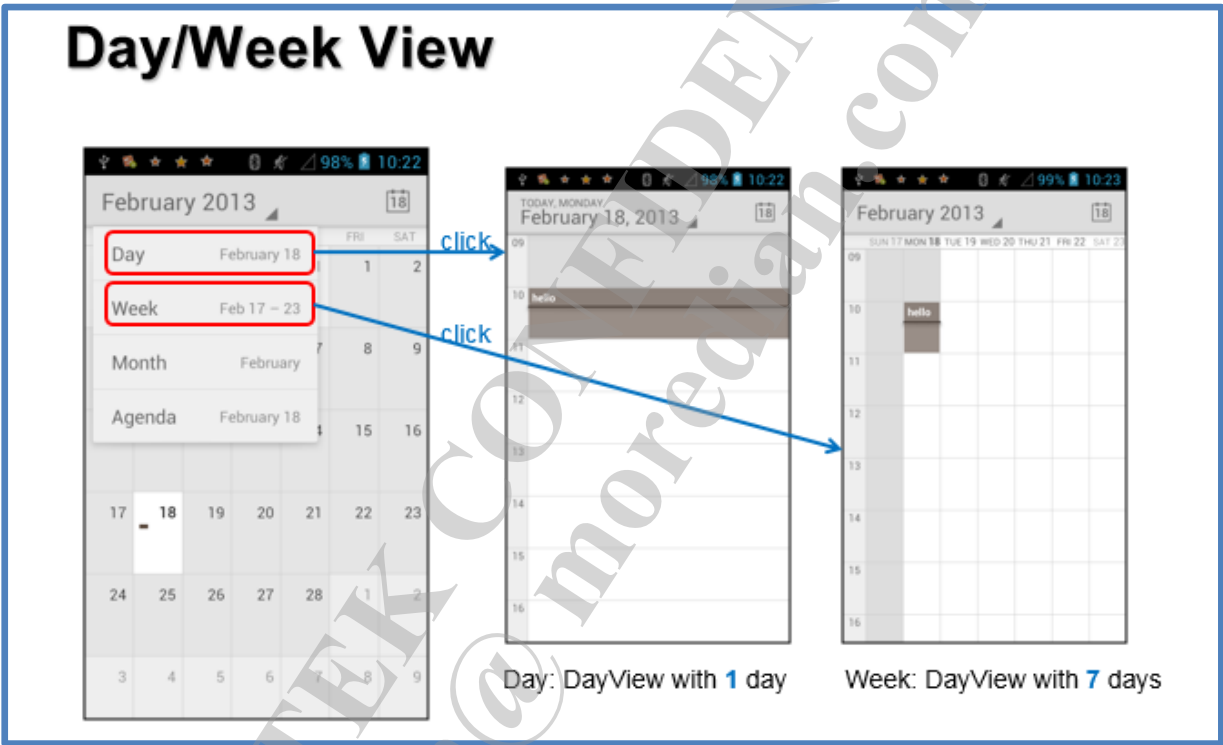 Day/Week View
98% 10:22
February 2013 18
FRI SAT
Day February 18
1 2
Week Feb 17 – 23
Month February
7 8 9
Agenda February 18
15 16
17 18 19 20 21 22 23
24 25 26 27 28 1 2
3 4 5 6 7 8 9
click
click
98% 10:22
TODAY, MONDAY,
February 18, 2013 18
09
10 hello
11
12
13
14
15
16
Day: DayView with 1 day
99% 10:23
February 2013 18
SUN 17 MON 18 TUE 19 WED 20 THU 21 FRI 22 SAT 23
09
10 hello
11
12
13
14
15
16
Week: DayView with 7 days
TEK CONFIDEN
@ moredian.com